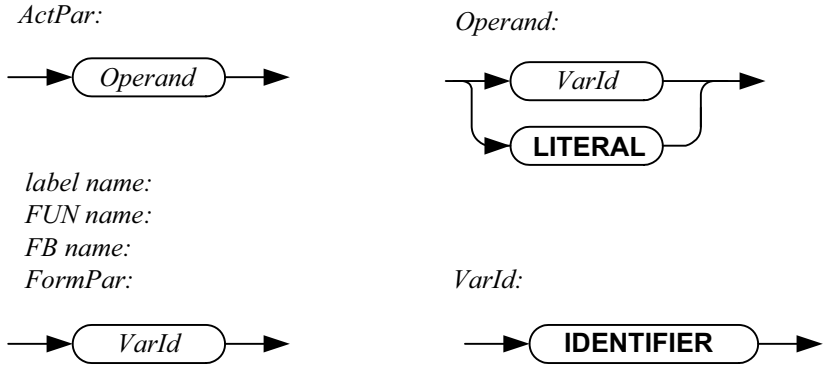 ActPar:
Operand
Operand:
VarId
LITERAL
label name:
FUN name:
FB name:
FormPar:
VarId
VarId:
IDENTIFIER